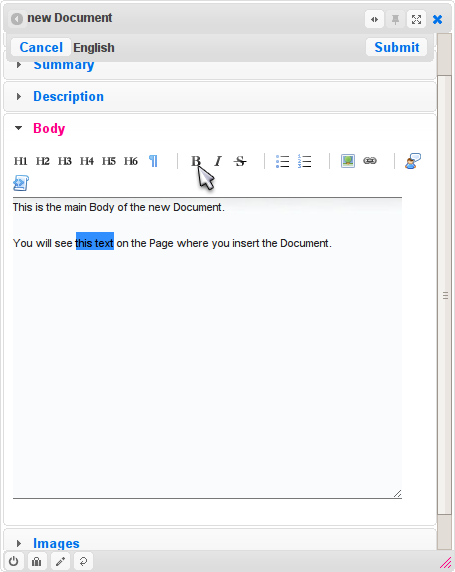 new Document
Cancel English Submit
Summary
Description
Body
H1 H2 H3 H4 H5 H6 ¶ B I S
This is the main Body of the new Document.
You will see this text on the Page where you insert the Document.
Images